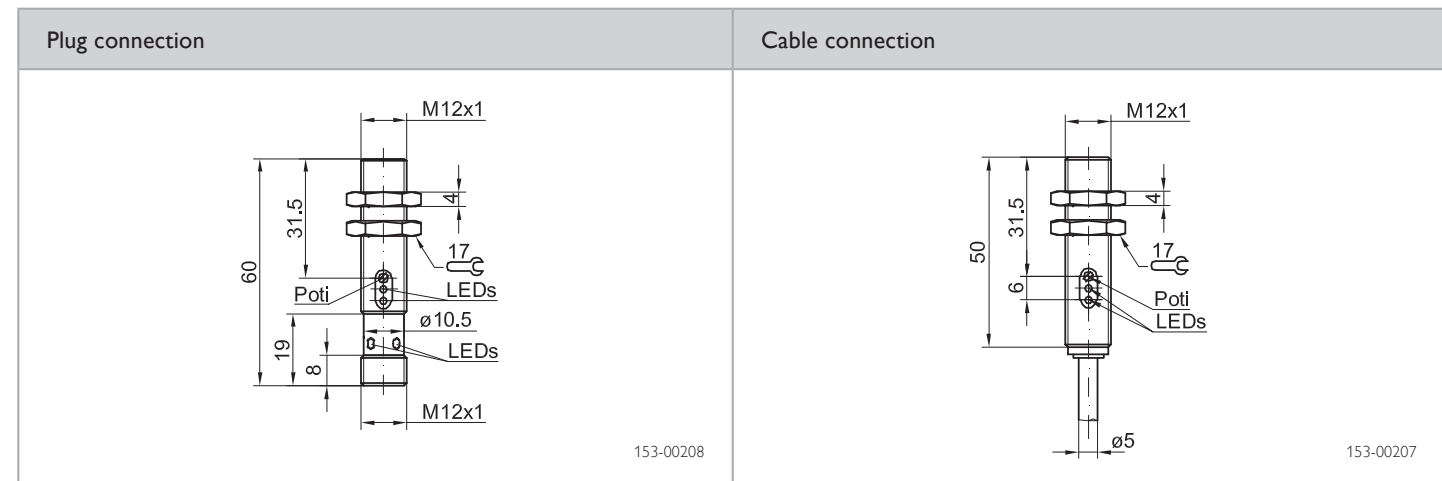 Plug connection
Cable connection
M12x1
31.5
4
60
17
Poti
LEDs
ø10.5
19
8
LEDs
M12x1
153-00208
M12x1
31.5
4
50
17
6
Poti
LEDs
ø5
153-00207